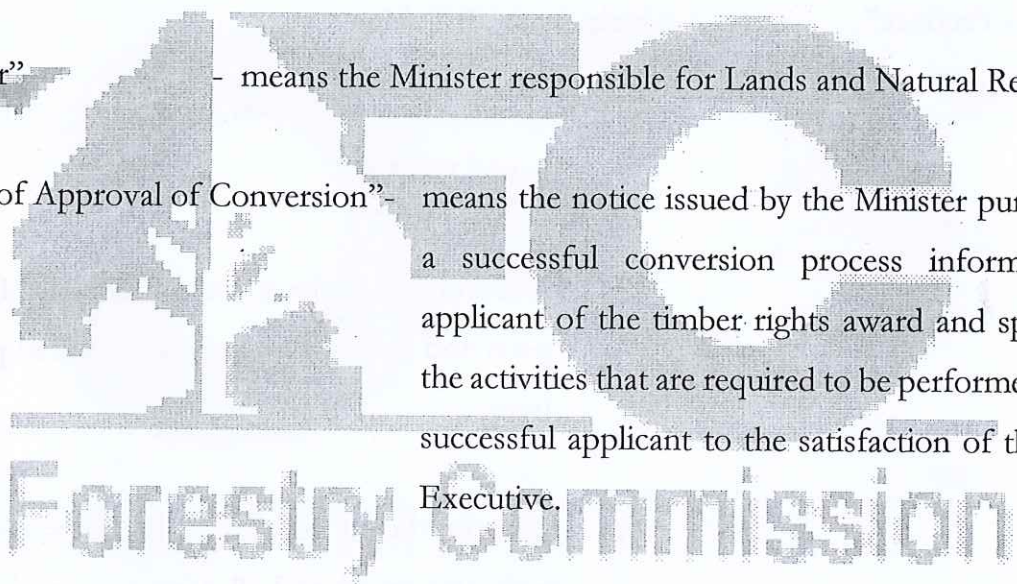 r” - means the Minister responsible for Lands and Natural Re
of Approval of Conversion”- means the notice issued by the Minister pur
a successful conversion process inform
applicant of the timber rights award and sp
the activities that are required to be performe
successful applicant to the satisfaction of th
Executive.
Forestry Commission